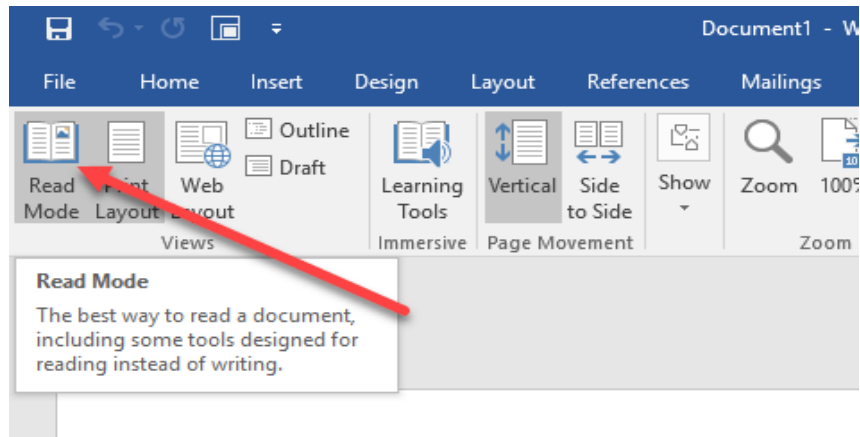 Document1 - W
File Home Insert Design Layout References Mailings
Outline
Draft
Read Mode
Print Layout
Web Layout
Learning Tools
Vertical
Side to Side
Show
Zoom
100%
Views
Immersive
Page Movement
Zoom
Read Mode
The best way to read a document,
including some tools designed for
reading instead of writing.